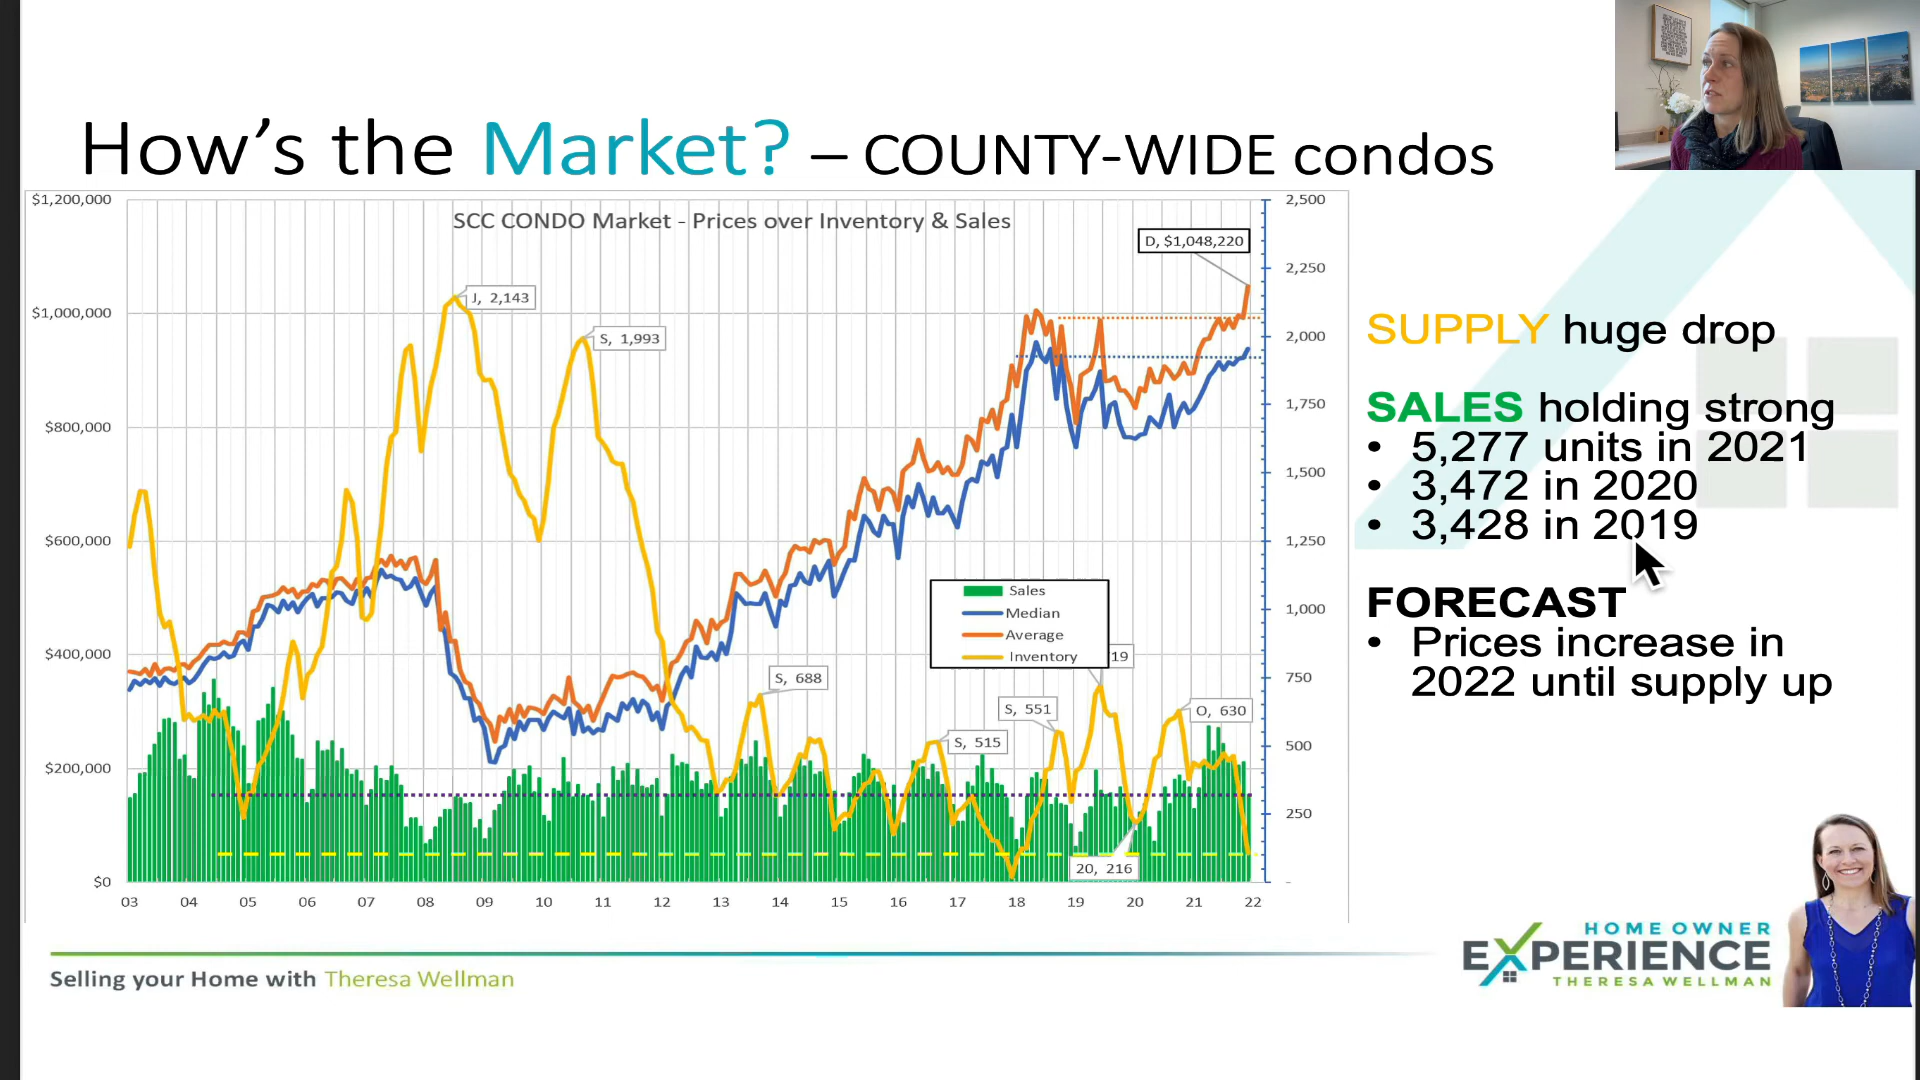 How's the Market? – COUNTY-WIDE condos
SCC CONDO Market - Prices over Inventory & Sales
$1,200,000
$1,000,000
$800,000
$600,000
$400,000
$200,000
$0
2,500
2,250
2,000
1,750
1,500
1,250
1,000
750
500
250
-
D, $1,048,220
J, 2,143
S, 1,993
S, 688
S, 515
S, 551
19
20, 216
O, 630
Sales
Median
Average
Inventory
03 04 05 06 07 08 09 10 11 12 13 14 15 16 17 18 19 20 21 22
SUPPLY huge drop
SALES holding strong
• 5,277 units in 2021
• 3,472 in 2020
• 3,428 in 2019
FORECAST
• Prices increase in
2022 until supply up
Selling your Home with Theresa Wellman
HOME OWNER
EXPERIENCE
THERESA WELLMAN